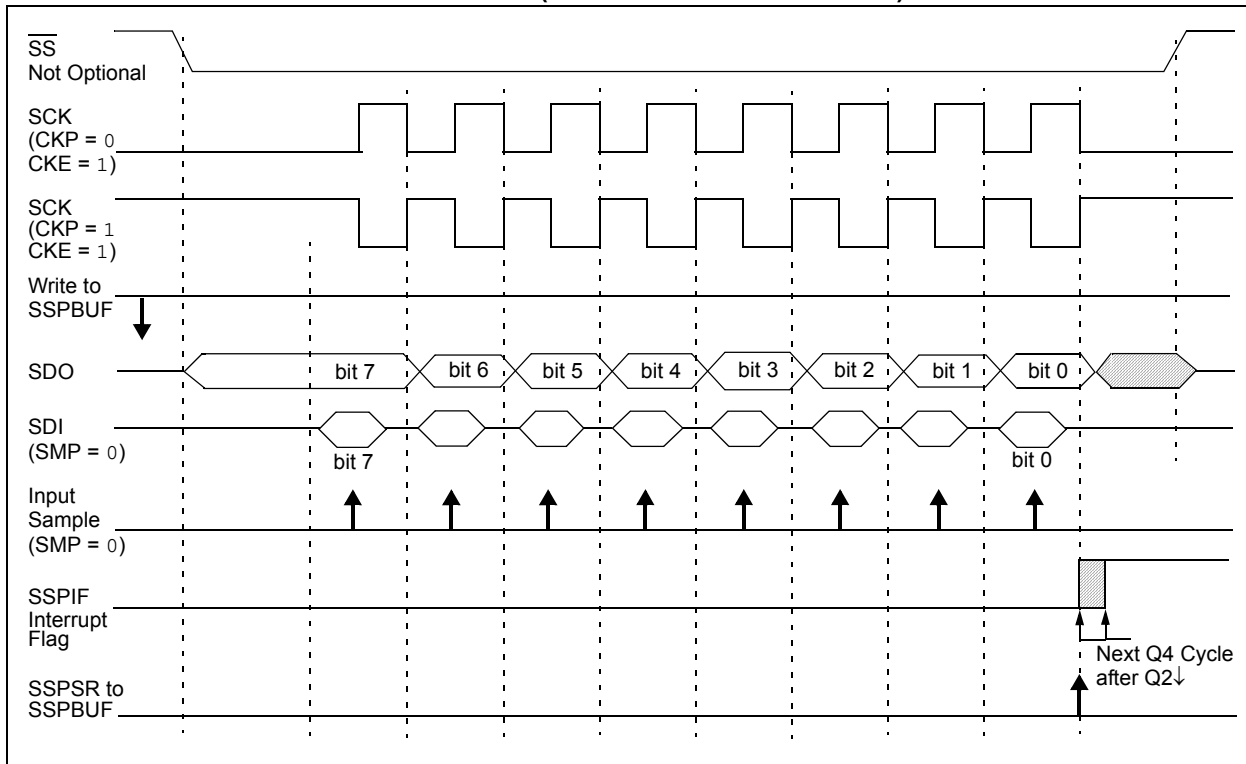 SS
Not Optional
SCK
(CKP = 0
CKE = 1)
SCK
(CKP = 1
CKE = 1)
Write to
SSPBUF
SDO
bit 7 bit 6 bit 5 bit 4 bit 3 bit 2 bit 1 bit 0
SDI
(SMP = 0)
bit 7 bit 0
Input
Sample
(SMP = 0)
SSPIF
Interrupt
Flag
Next Q4 Cycle
after Q2↓
SSPSR to
SSPBUF